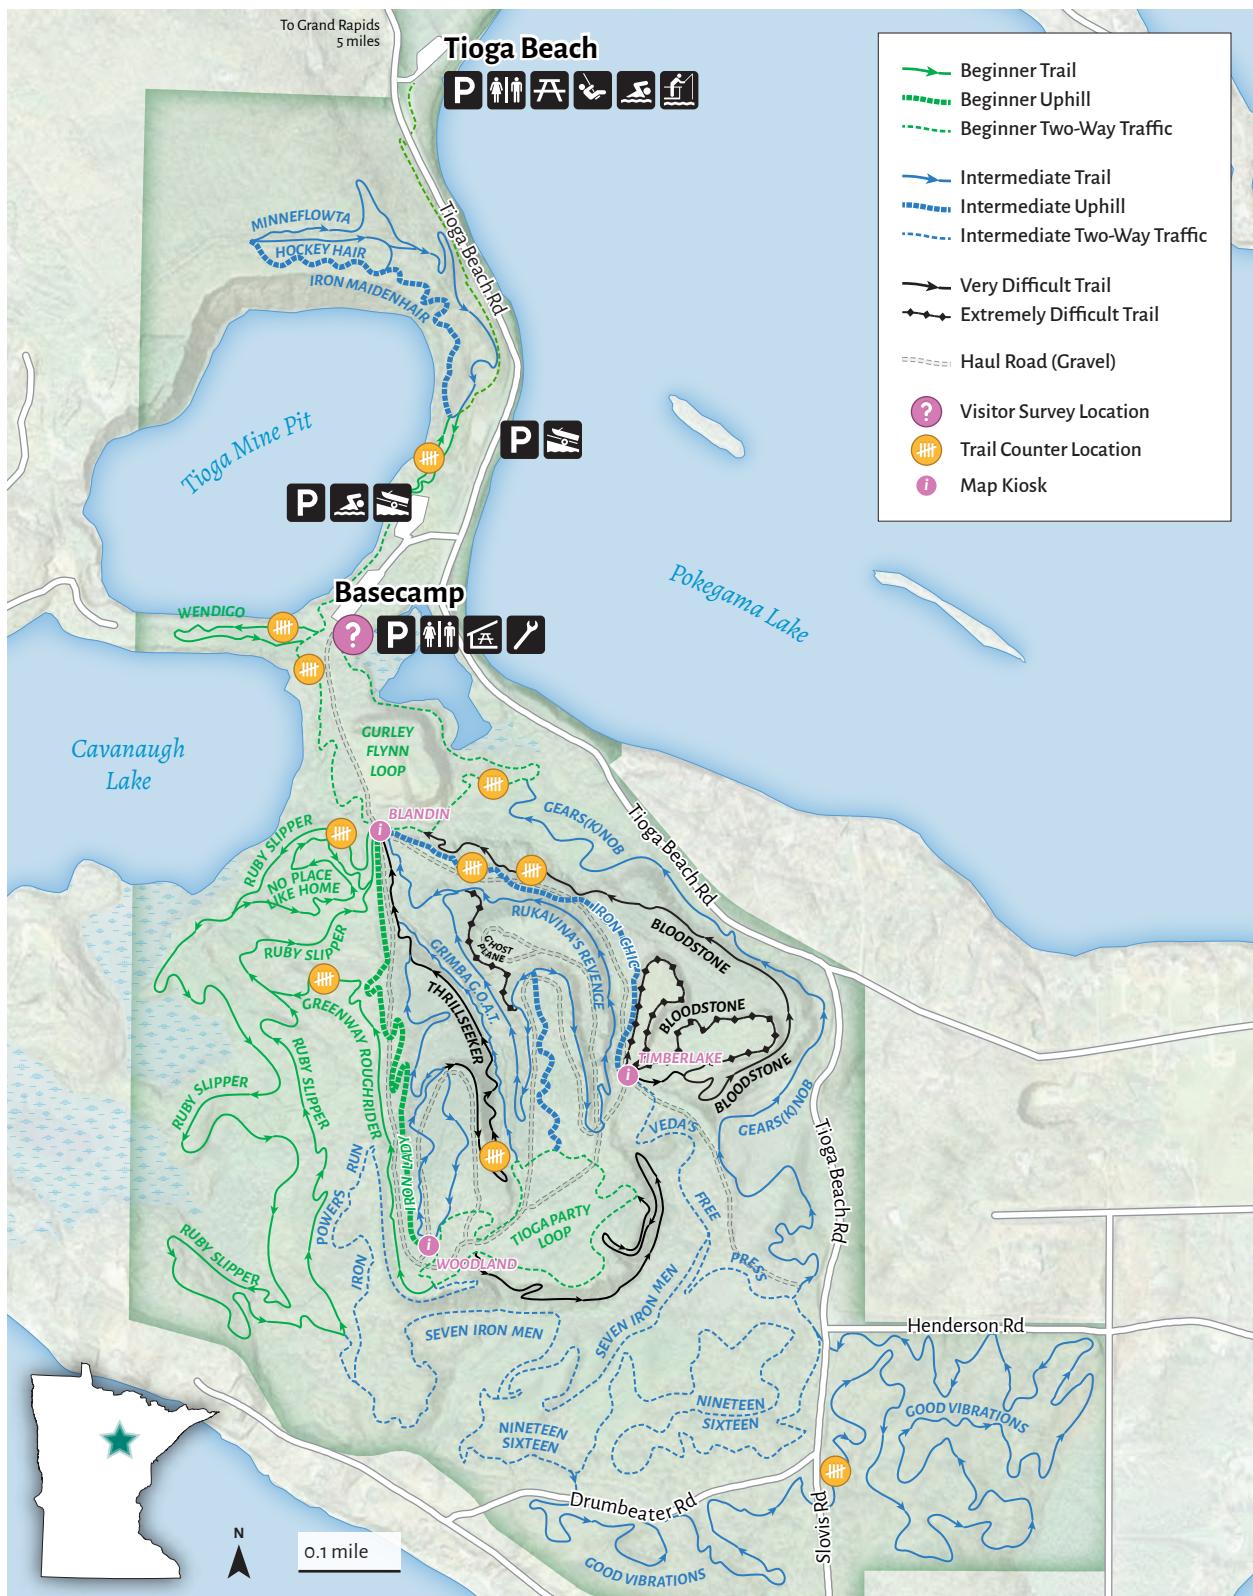 To Grand Rapids
5 miles
Tioga Beach
P
Beginner Trail
Beginner Uphill
Beginner Two-Way Traffic
Intermediate Trail
Intermediate Uphill
Intermediate Two-Way Traffic
Very Difficult Trail
Extremely Difficult Trail
Haul Road (Gravel)
?
Visitor Survey Location
Trail Counter Location
i
Map Kiosk
MINNEFLOWTA
HOCKEY HAIR
IRON MAIDENHAIR
Tioga Beach Rd
Tioga Mine Pit
P
P
Pokegama Lake
Basecamp
WENDIGO
?
P
Cavanaugh
Lake
GURLEY
FLYNN
LOOP
BLANDIN
i
GEARS(K)NOB
Tioga Beach Rd
RUBY SLIPPER
NO PLACE
LIKE HOME
RUBY SLIPPER
GRIMBA G.O.A.T.
GHOST
PLANE
RUKAVINA'S REVENGE
IRON CHIC
BLOODSTONE
BLOODSTONE
BLOODSTONE
THRILLSEEKER
GREENWAY ROUGHRIDER
RUBY SLIPPER
RUBY SLIPPER
TIMBERLAKE
i
GEARS(K)NOB
VEDA'S
FREE
PRESS
Tioga Beach Rd
IRON LADY
POWERS
RUN
IRON
RUBY SLIPPER
TIOGA PARTY
LOOP
i
WOODLAND
SEVEN IRON MEN
SEVEN IRON MEN
Henderson Rd
NINETEEN
SIXTEEN
NINETEEN
SIXTEEN
GOOD VIBRATIONS
Drumbeater Rd
Slovis Rd
GOOD VIBRATIONS
N
0.1 mile